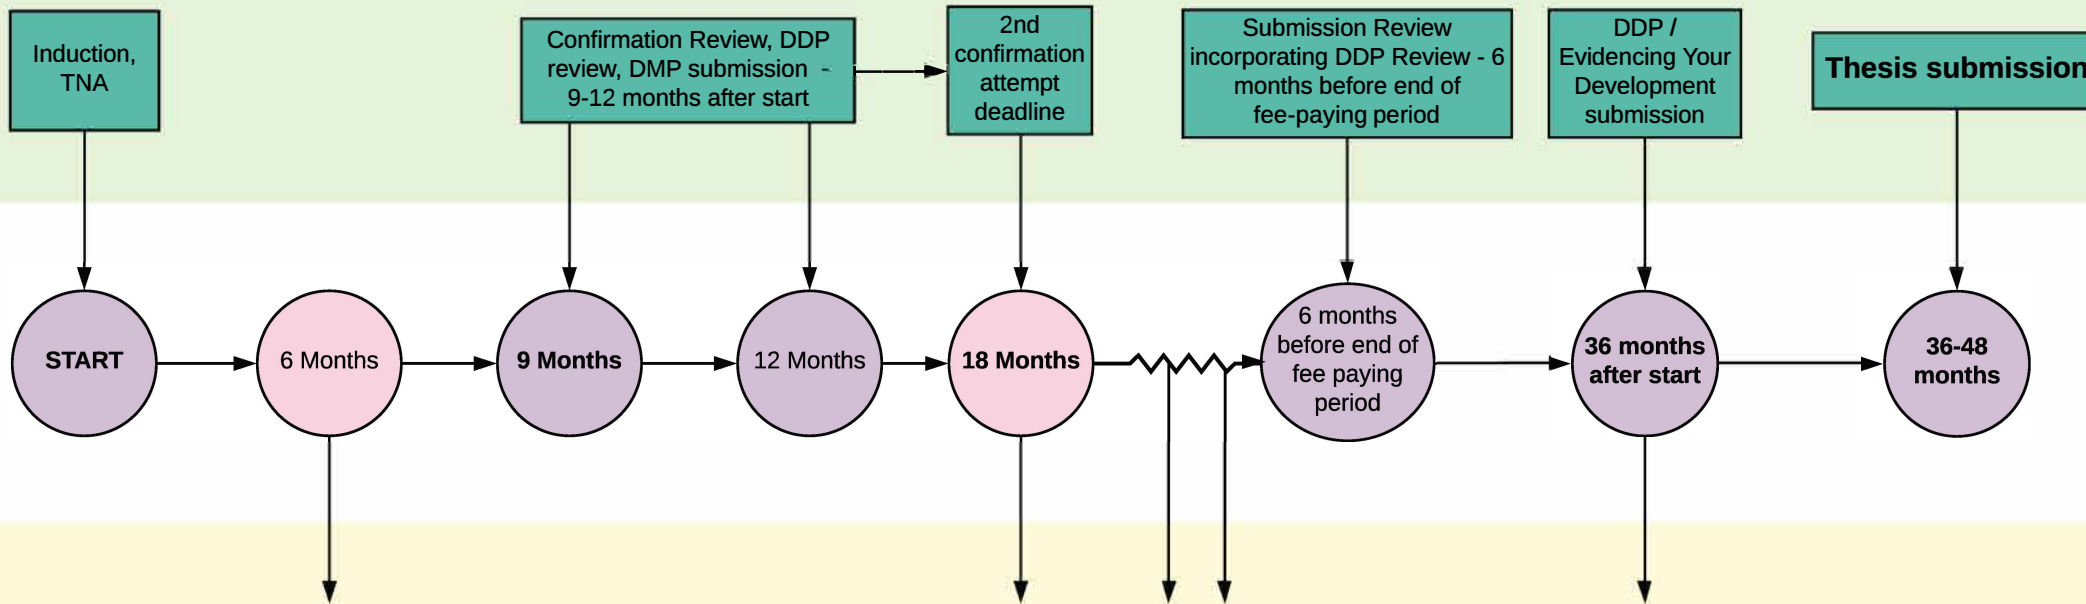 Induction,
TNA
Confirmation Review, DDP
review, DMP submission -
9-12 months after start
2nd
confirmation
attempt
deadline
Submission Review
incorporating DDP Review - 6
months before end of
fee-paying period
DDP /
Evidencing Your
Development
submission
Thesis submission
START
6 Months
9 Months
12 Months
18 Months
6 months
before end of
fee paying
period
36 months
after start
36-48
months